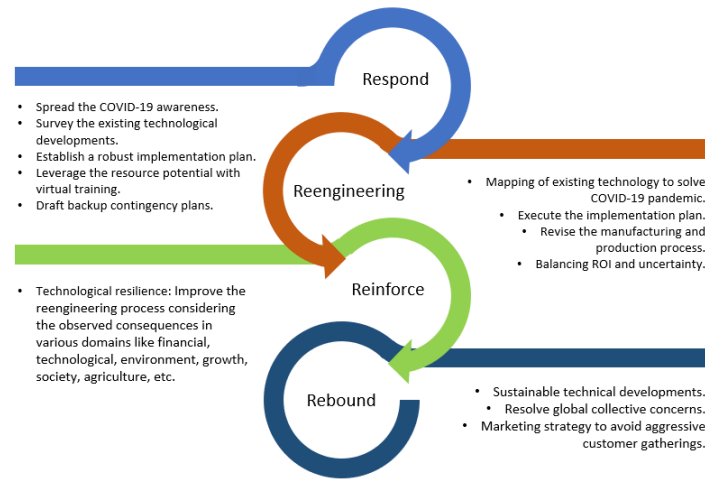 Respond
• Spread the COVID-19 awareness.
• Survey the existing technological
developments.
• Establish a robust implementation plan.
• Leverage the resource potential with
virtual training.
• Draft backup contingency plans.
Reengineering
• Mapping of existing technology to solve
COVID-19 pandemic.
• Execute the implementation plan.
• Revise the manufacturing and
production process.
• Balancing ROI and uncertainty.
Reinforce
• Technological resilience: Improve the
reengineering process considering
the observed consequences in
various domains like financial,
technological, environment, growth,
society, agriculture, etc.
Rebound
• Sustainable technical developments.
• Resolve global collective concerns.
• Marketing strategy to avoid aggressive
customer gatherings.